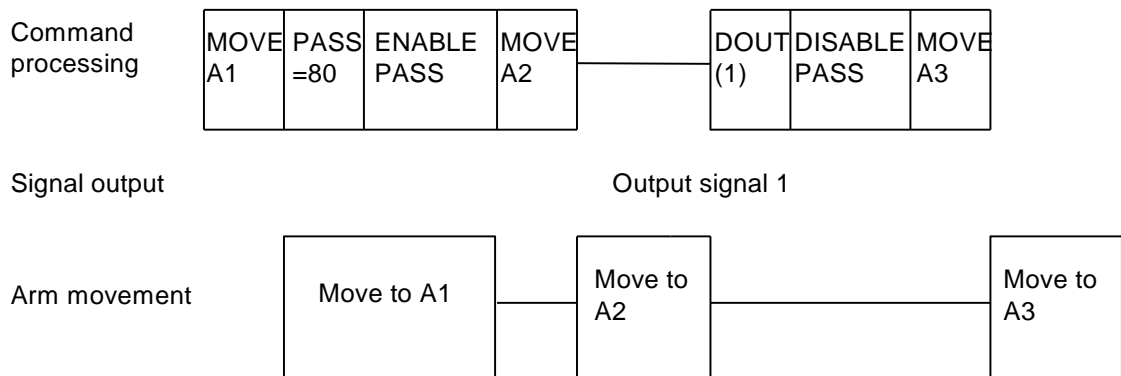 Command
processing
MOVE
A1
PASS
=80
ENABLE
PASS
MOVE
A2
DOUT
(1)
DISABLE
PASS
MOVE
A3
Signal output
Output signal 1
Arm movement
Move to A1
Move to
A2
Move to
A3